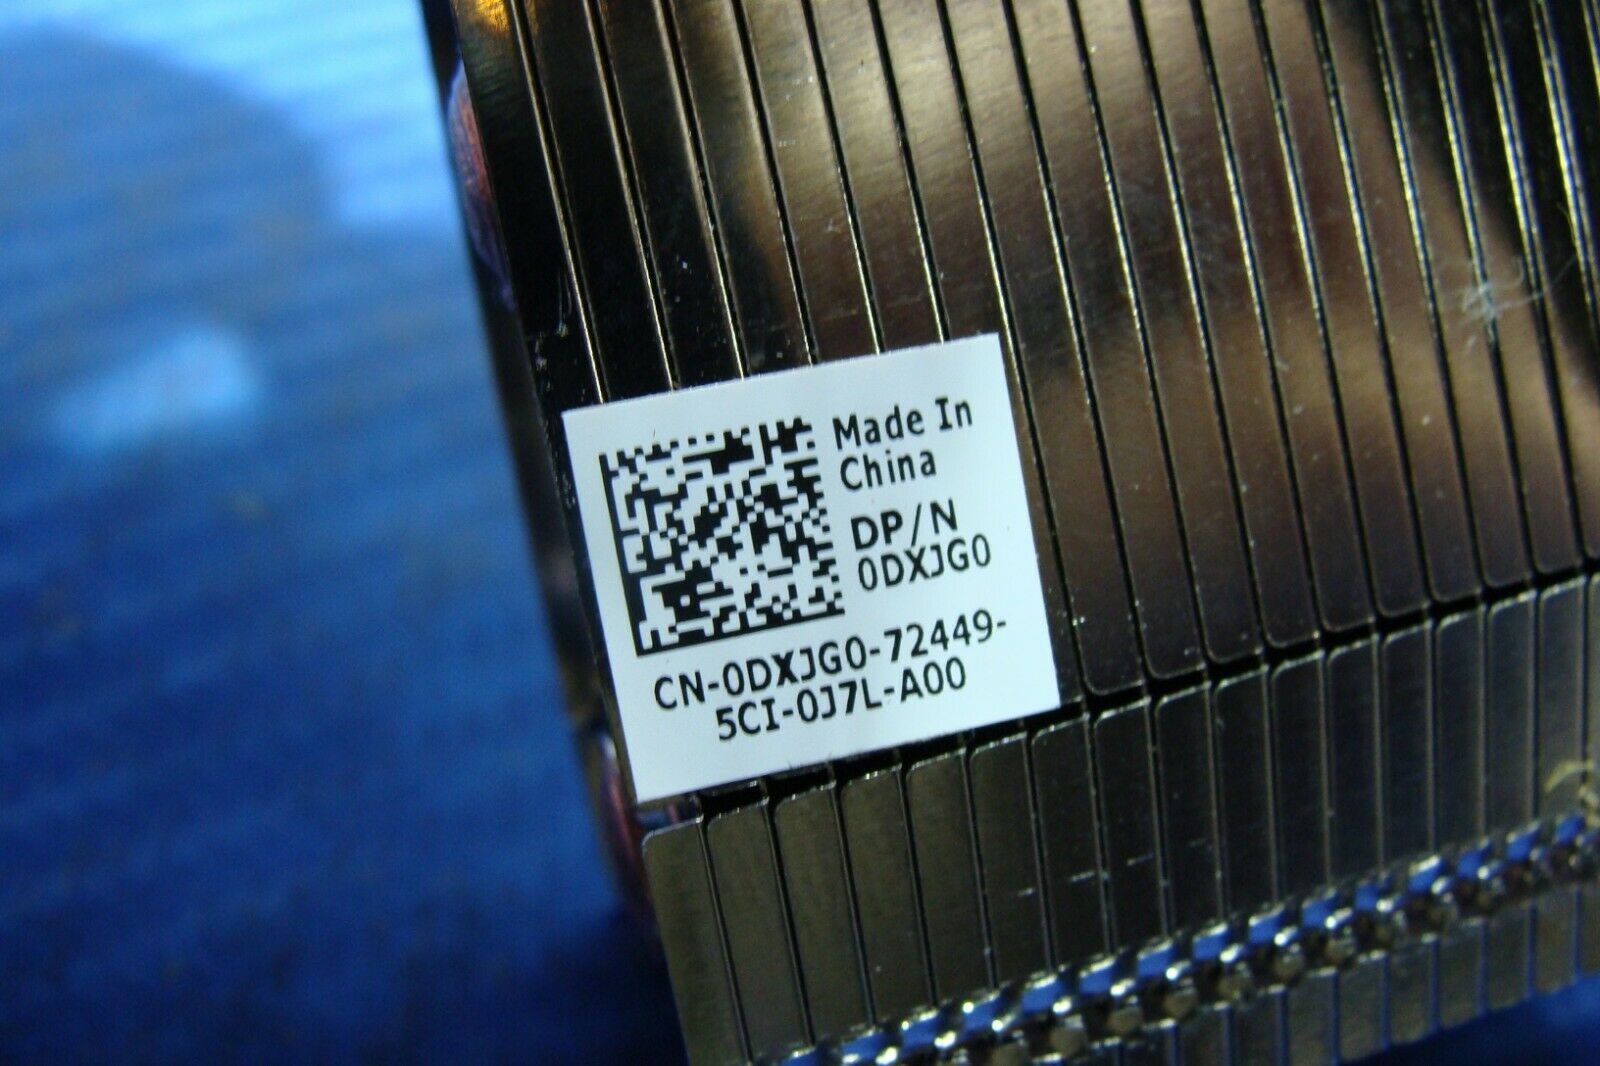 Made In
China
DP/N
0DXJG0
CN-0DXJG0-72449-
5CI-0J7L-A00